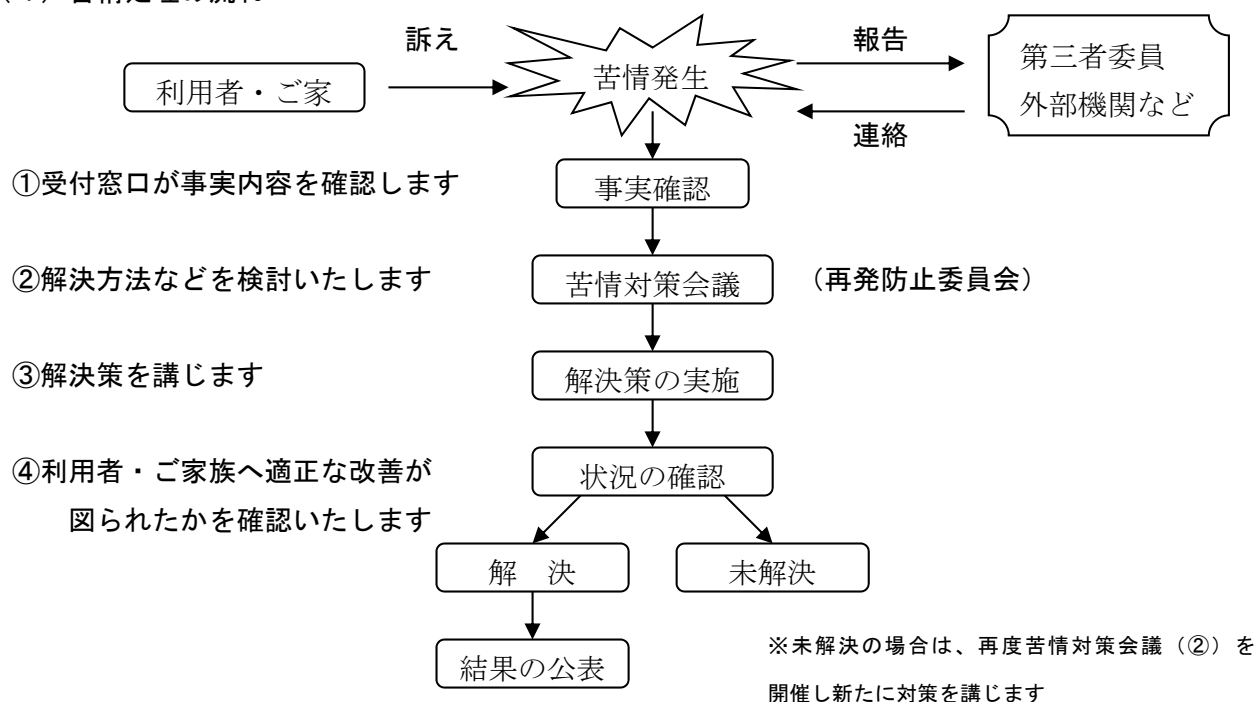 訴え
報告
利用者・ご家
苦情発生
第三者委員
外部機関など
連絡
①受付窓口が事実内容を確認します
事実確認
②解決方法などを検討いたします
苦情対策会議
(再発防止委員会)
③解決策を講じます
解決策の実施
④利用者・ご家族へ適正な改善が
図られたかを確認いたします
状況の確認
解　決
未解決
結果の公表
※未解決の場合は、再度苦情対策会議（②）を
開催し新たに対策を講じます